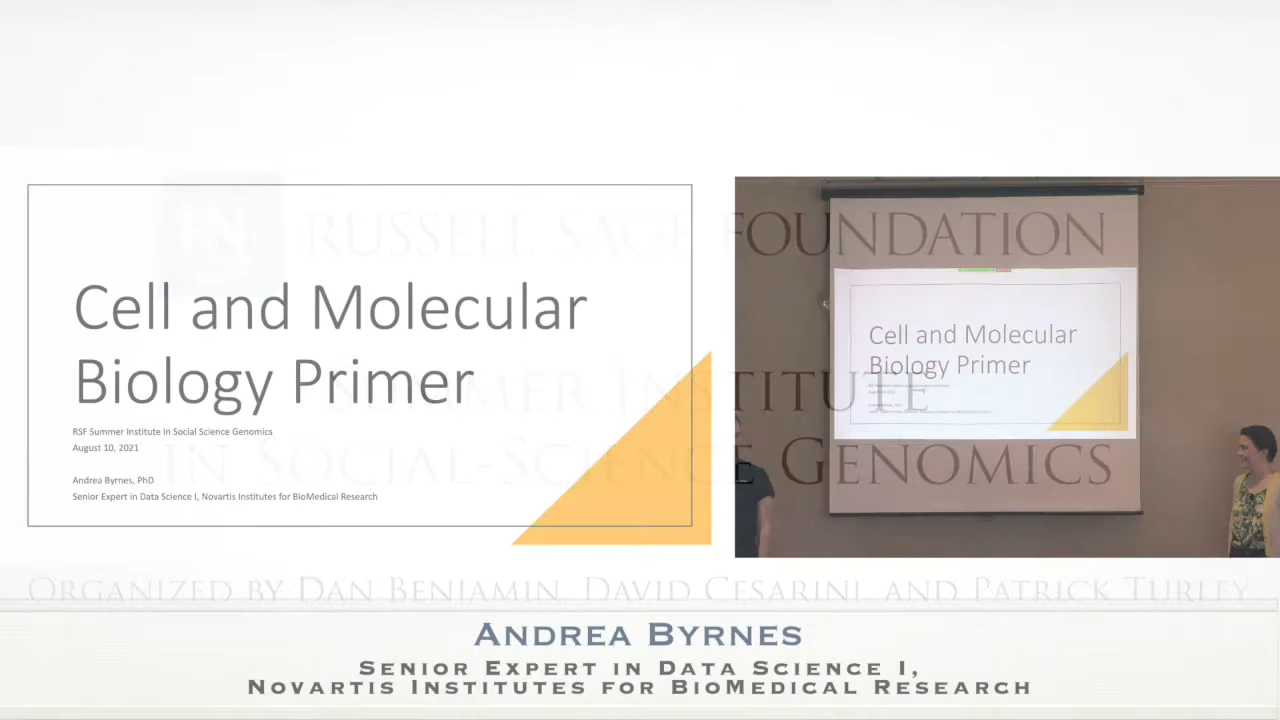 RUSSELL SAGE FOUNDATION
SUMMER INSTITUTE
IN SOCIAL-SCIENCE GENOMICS
ORGANIZED BY DAN BENJAMIN, DAVID CESARINI, AND PATRICK TURLEY
Cell and Molecular
Biology Primer
RSF Summer Institute in Social Science Genomics
August 10, 2021
Andrea Byrnes, PhD
Senior Expert in Data Science I, Novartis Institutes for BioMedical Research
Cell and Molecular
Biology Primer
ANDREA BYRNES
SENIOR EXPERT IN DATA SCIENCE I,
NOVARTIS INSTITUTES FOR BIOMEDICAL RESEARCH